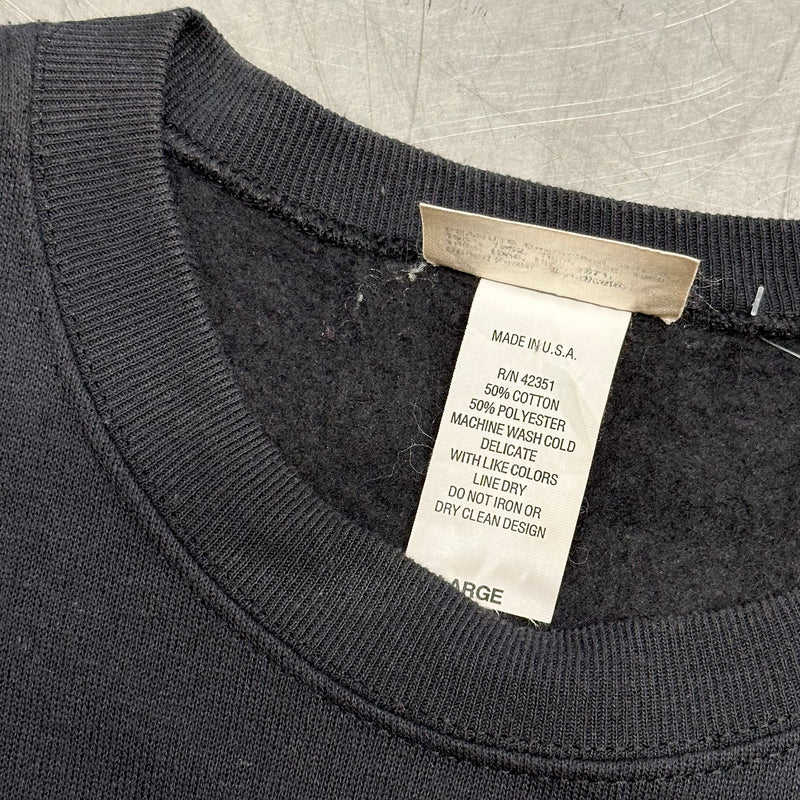 MADE IN U.S.A.
R/N 42351
50% COTTON
50% POLYESTER
MACHINE WASH COLD
DELICATE
WITH LIKE COLORS
LINE DRY
DO NOT IRON OR
DRY CLEAN DESIGN
LARGE